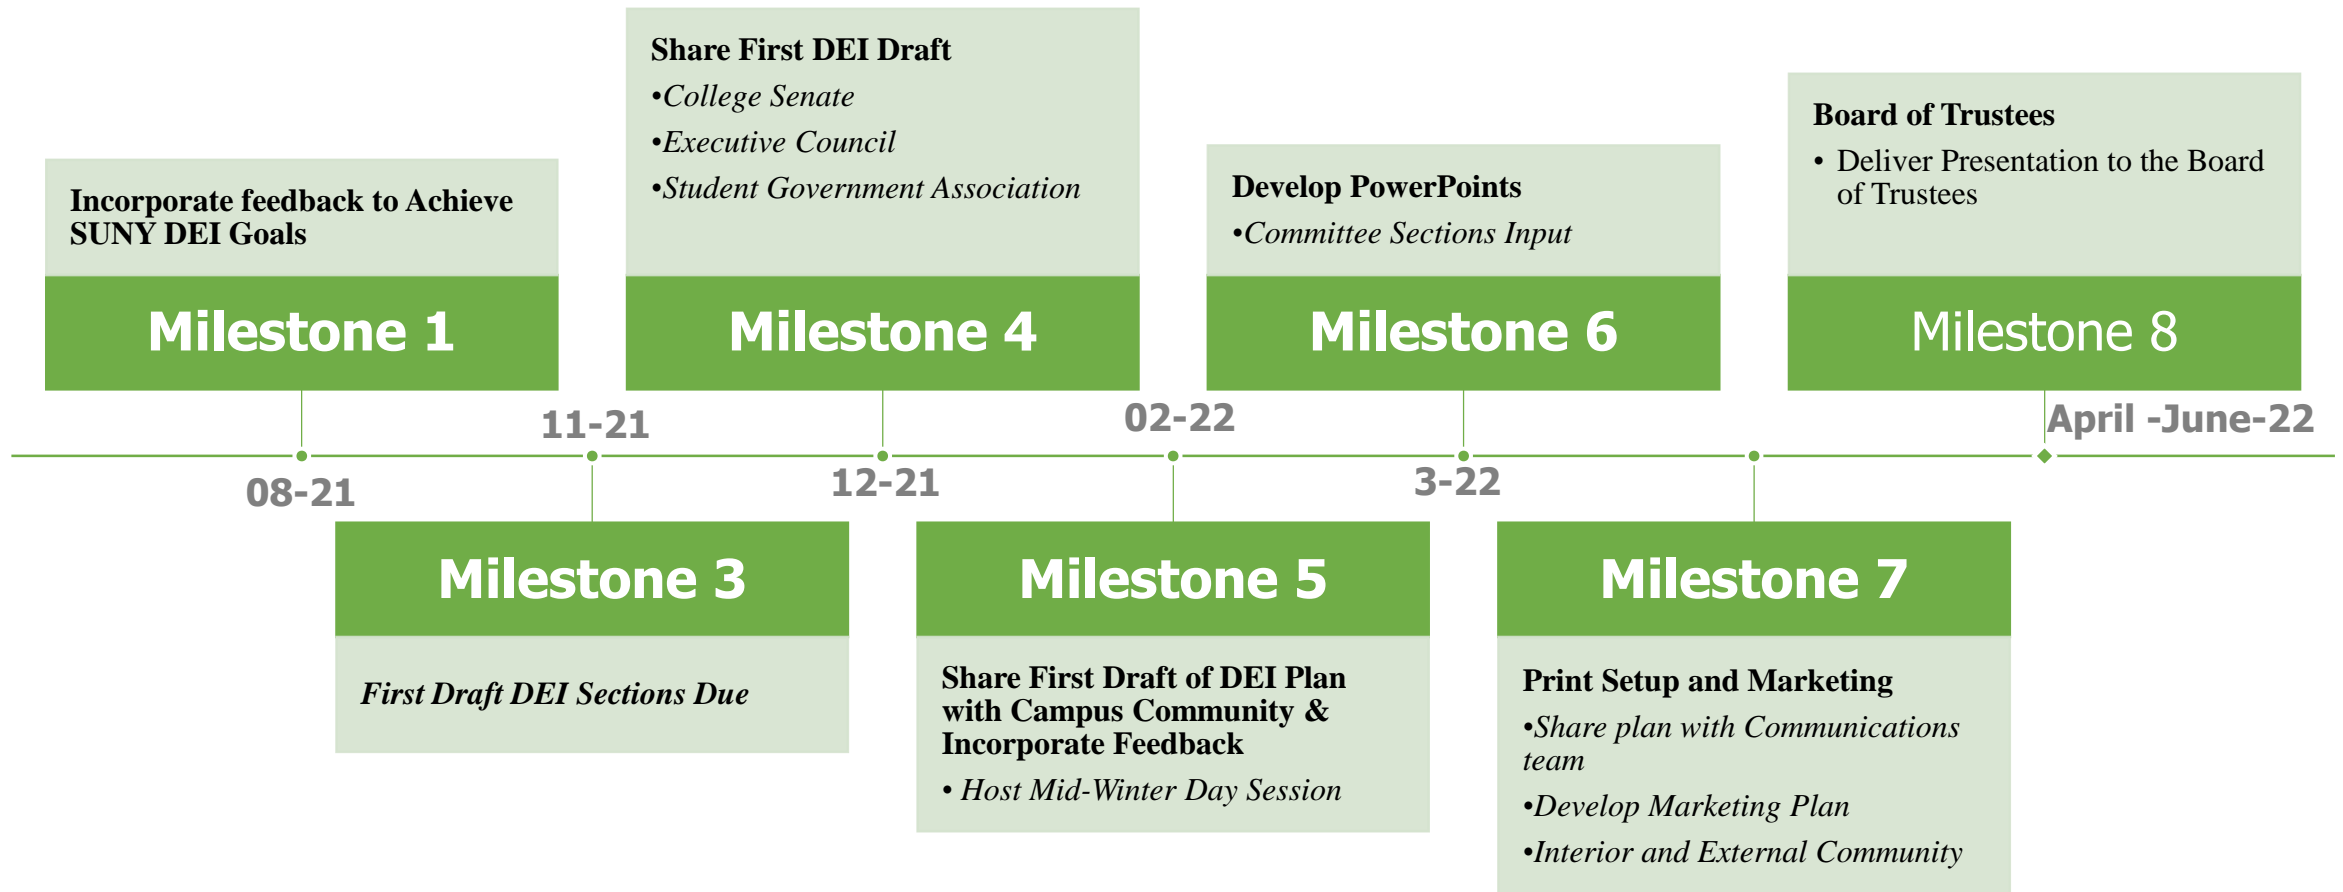 Incorporate feedback to Achieve
SUNY DEI Goals
Milestone 1
08-21
11-21
Milestone 3
First Draft DEI Sections Due
Share First DEI Draft
•College Senate
•Executive Council
•Student Government Association
Milestone 4
12-21
02-22
Milestone 5
Share First Draft of DEI Plan
with Campus Community &
Incorporate Feedback
• Host Mid-Winter Day Session
Develop PowerPoints
•Committee Sections Input
Milestone 6
3-22
Milestone 7
Print Setup and Marketing
•Share plan with Communications
team
•Develop Marketing Plan
•Interior and External Community
Board of Trustees
• Deliver Presentation to the Board
of Trustees
Milestone 8
April -June-22